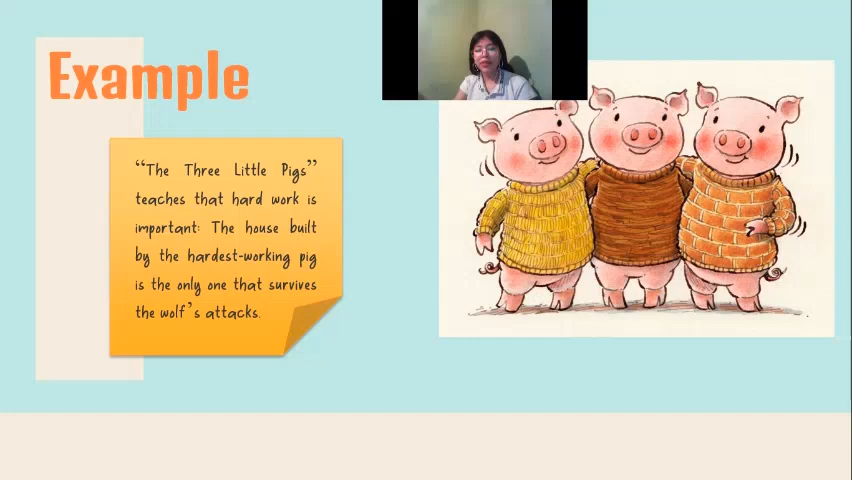 Example
“The Three Little Pigs”
teaches that hard work is
important: The house built
by the hardest-working pig
is the only one that survives
the wolf’s attacks.